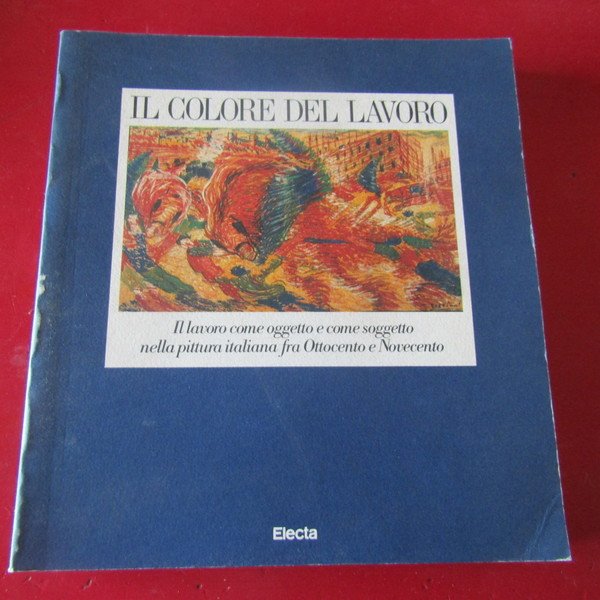 IL COLORE DEL LAVORO
Il lavoro come oggetto e come soggetto
nella pittura italiana fra Ottocento e Novecento
Electa